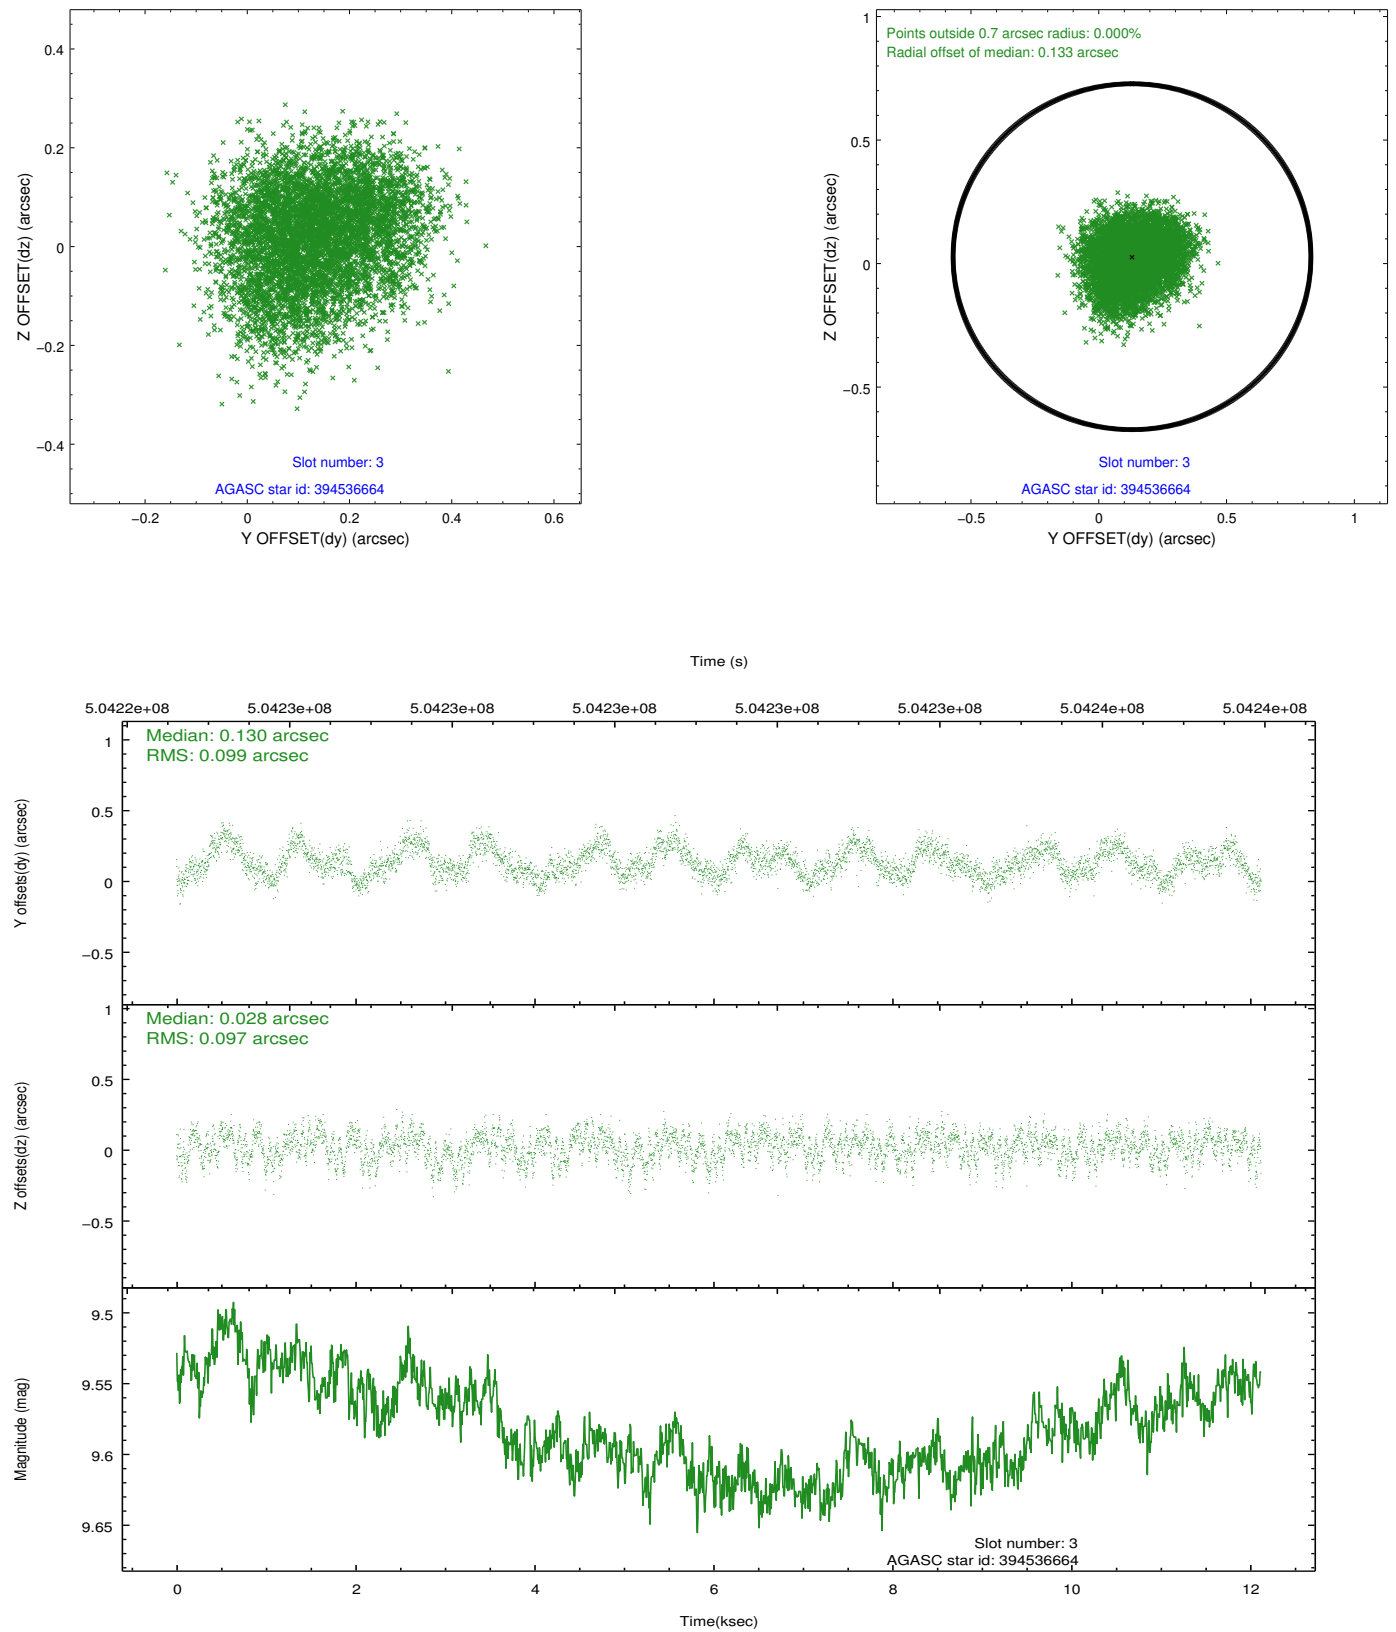 0.4
0.2
0
−0.2
−0.4
Z OFFSET(dz) (arcsec)
Slot number: 3
AGASC star id: 394536664
−0.2 0 0.2 0.4 0.6
Y OFFSET(dy) (arcsec)
Points outside 0.7 arcsec radius: 0.000%
Radial offset of median: 0.133 arcsec
1
0.5
0
−0.5
Z OFFSET(dz) (arcsec)
Slot number: 3
AGASC star id: 394536664
−0.5 0 0.5 1
Y OFFSET(dy) (arcsec)
Time (s)
5.0422e+08 5.0423e+08 5.0423e+08 5.0423e+08 5.0423e+08 5.0423e+08 5.0424e+08 5.0424e+08
Median: 0.130 arcsec
RMS: 0.099 arcsec
1
0.5
0
−0.5
Y offsets(dy) (arcsec)
Median: 0.028 arcsec
RMS: 0.097 arcsec
1
0.5
0
−0.5
Z offsets(dz) (arcsec)
9.5
9.55
9.6
9.65
Magnitude (mag)
Slot number: 3
AGASC star id: 394536664
0 2 4 6 8 10 12
Time(ksec)